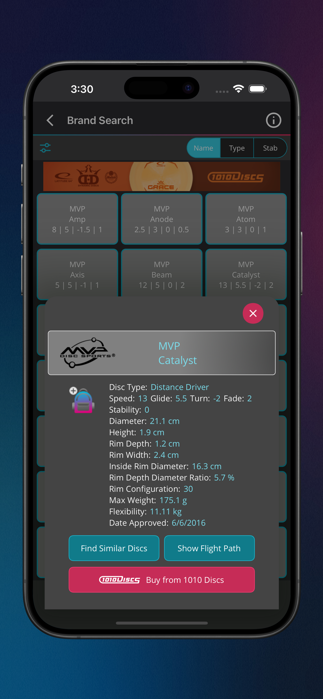 3:30
Brand Search
Name Type Stab
GRACE
1010DISCS
MVP MVP MVP
Amp Anode Atom
8 | 5 | -1.5 | 1 2.5 | 3 | 0 | 0.5 3 | 3 | 0 | 1
MVP MVP MVP
Axis Beam Catalyst
5 | 5 | -1 | 1 12 | 5 | 0 | 2 13 | 5.5 | -2 | 2
MVP
DISC SPORTS®
MVP
Catalyst
Disc Type: Distance Driver
Speed: 13 Glide: 5.5 Turn: -2 Fade: 2
Stability: 0
Diameter: 21.1 cm
Height: 1.9 cm
Rim Depth: 1.2 cm
Rim Width: 2.4 cm
Inside Rim Diameter: 16.3 cm
Rim Depth Diameter Ratio: 5.7 %
Rim Configuration: 30
Max Weight: 175.1 g
Flexibility: 11.11 kg
Date Approved: 6/6/2016
Find Similar Discs Show Flight Path
1010DISCS Buy from 1010 Discs